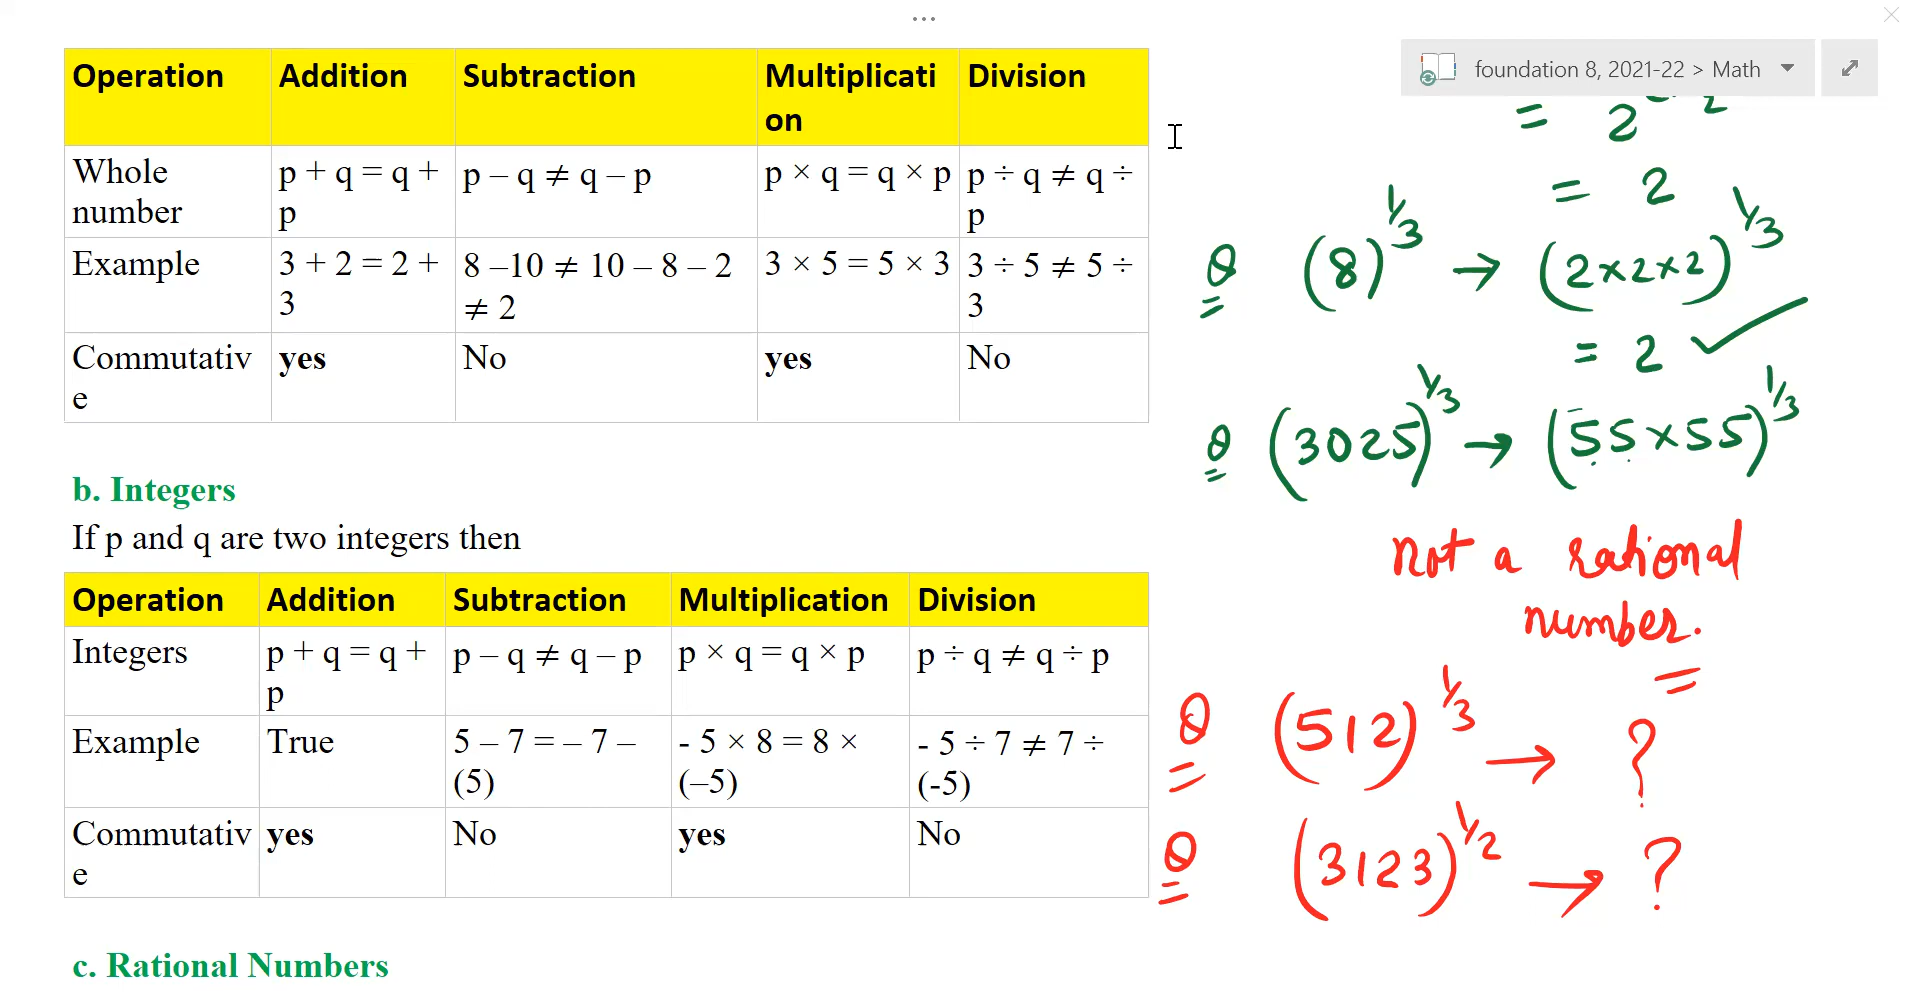 ...
foundation 8, 2021-22 > Math
Operation Addition Subtraction Multiplicati Division
on
Whole p + q = q + p – q ≠ q – p p × q = q × p p ÷ q ≠ q ÷
number p p
Example 3 + 2 = 2 + 8 –10 ≠ 10 – 8 – 2 3 × 5 = 5 × 3 3 ÷ 5 ≠ 5 ÷
3 ≠ 2 3
Commutativ yes No yes No
e
b. Integers
If p and q are two integers then
Operation Addition Subtraction Multiplication Division
Integers p + q = q + p – q ≠ q – p p × q = q × p p ÷ q ≠ q ÷ p
p
Example True 5 – 7 = – 7 – - 5 × 8 = 8 × - 5 ÷ 7 ≠ 7 ÷
(5) (–5) (-5)
Commutativ yes No yes No
e
c. Rational Numbers
= 2
= 2
Q (8)^1/3 → (2×2×2)^1/3
= 2 ✓
Q (3025)^1/3 → (55×55)^1/3
not a rational
number.
Q (512)^1/3 → ?
Q (3123)^1/2 → ?